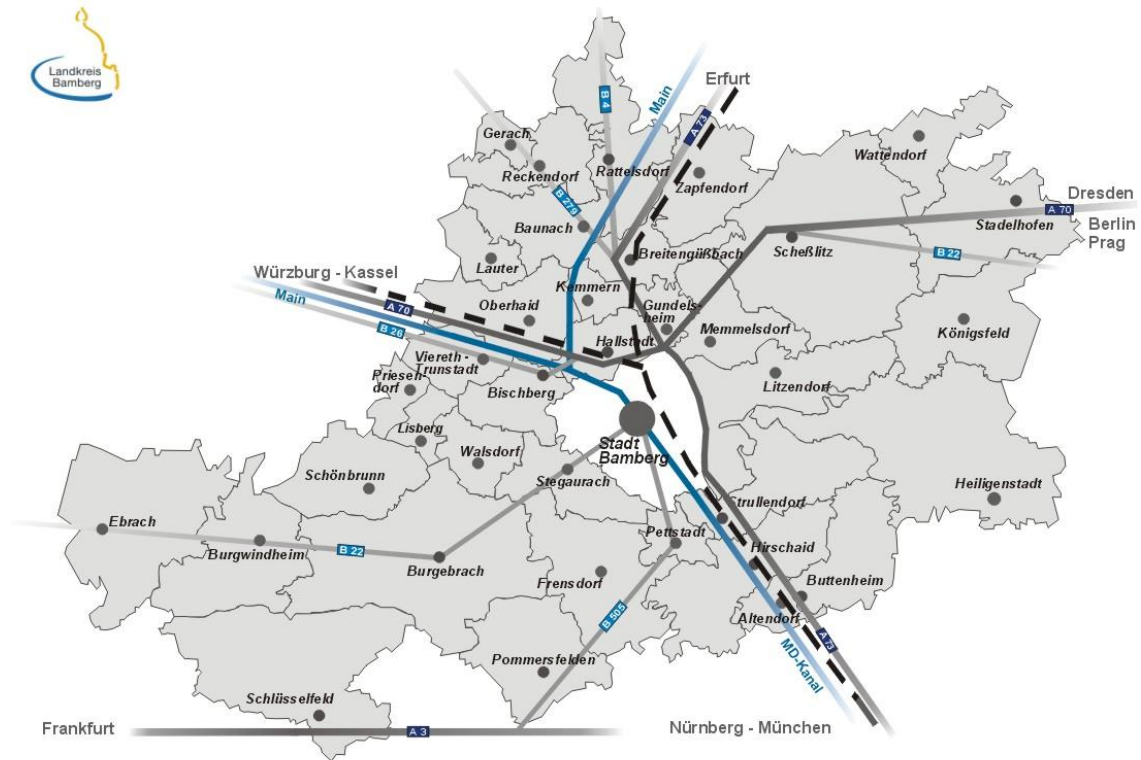 Landkreis
Bamberg
Erfurt
Main
B 4
A 73
Gerach
Reckendorf
Rattelsdorf
Zapfendorf
Wattendorf
B 279
Dresden
A 70
Stadelhofen
Berlin
Prag
Baunach
Scheßlitz
B 22
Breitengüßbach
Lauter
Würzburg - Kassel
Kemmern
Main
A 70
Oberhaid
Gundels-
heim
B 26
Hallstadt
Memmelsdorf
Königsfeld
Viereth -
Trunstadt
Priesen-
dorf
Bischberg
Litzendorf
Lisberg
Stadt
Bamberg
Walsdorf
Stegaurach
Schönbrunn
Heiligenstadt
Strullendorf
Ebrach
Burgwindheim
B 22
Burgebrach
Pettstadt
Hirschaid
Frensdorf
Buttenheim
B 505
Altendorf
A 73
Pommersfelden
MD-Kanal
Schlüsselfeld
Frankfurt
A 3
Nürnberg - München